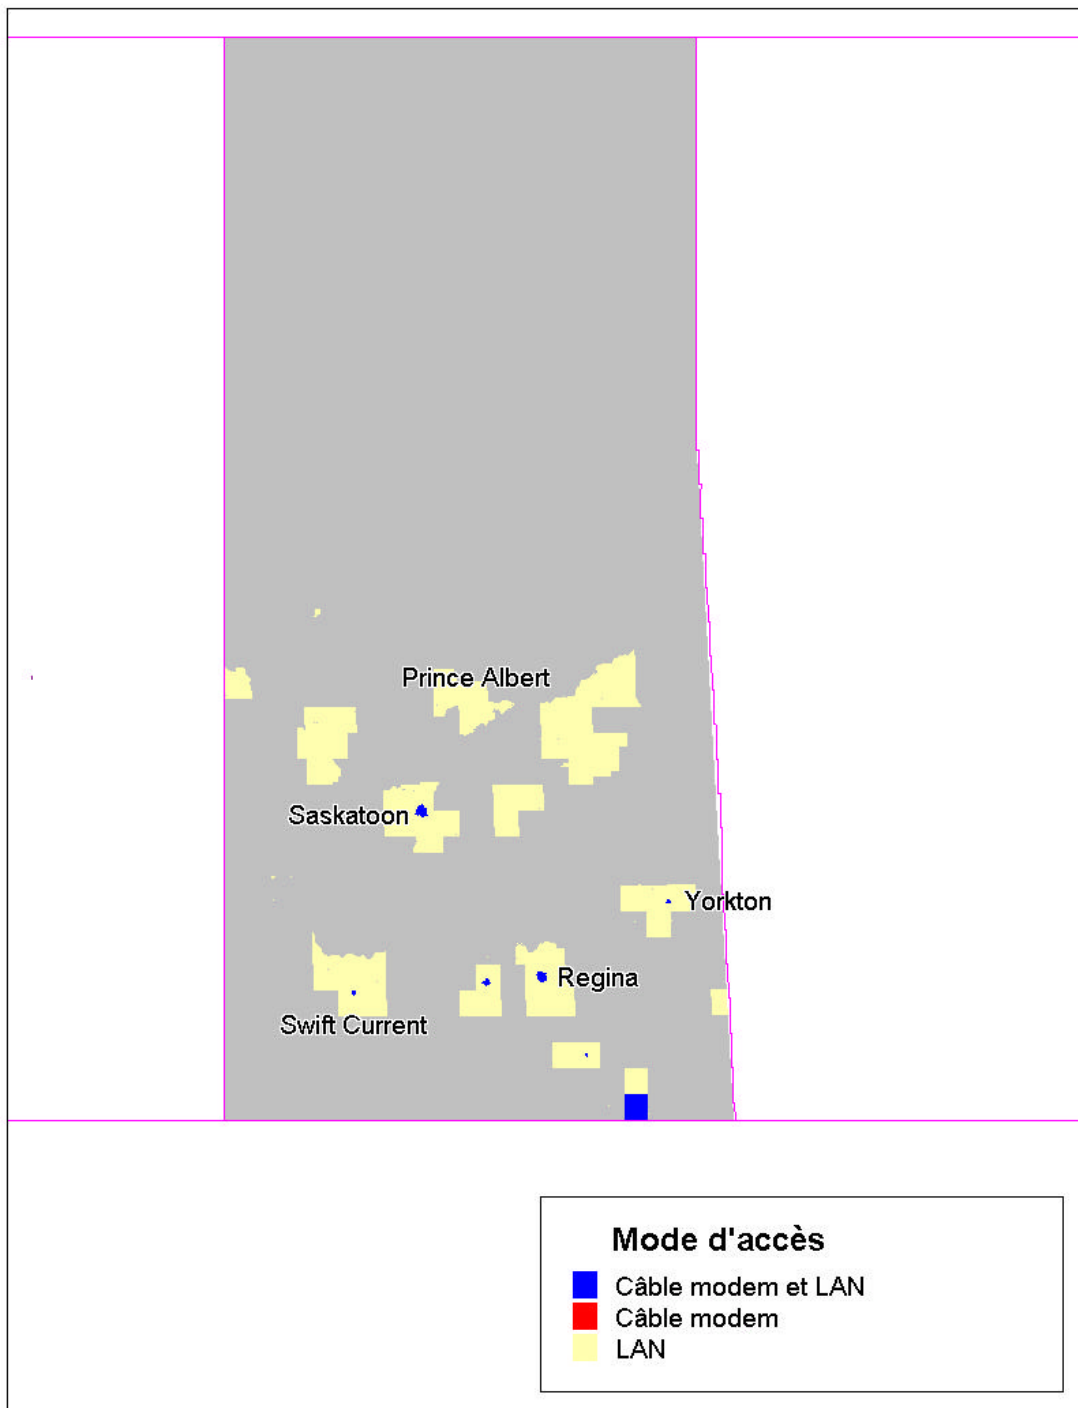 Prince Albert
Saskatoon
Yorkton
Regina
Swift Current
Mode d'accès
Câble modem et LAN
Câble modem
LAN